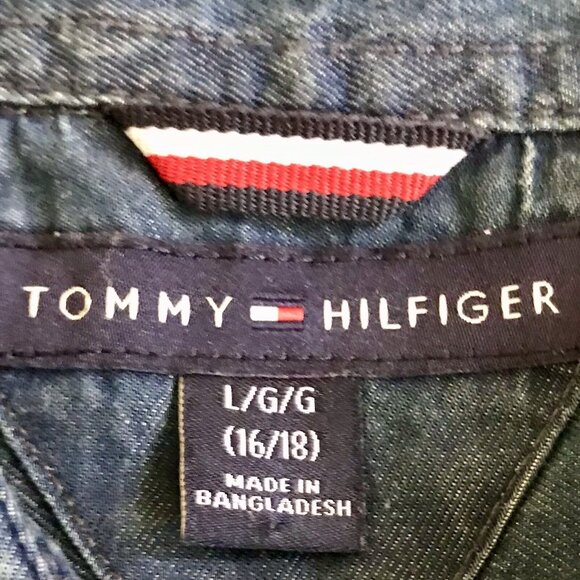 TOMMY HILFIGER
L/G/G
(16/18)
MADE IN
BANGLADESH